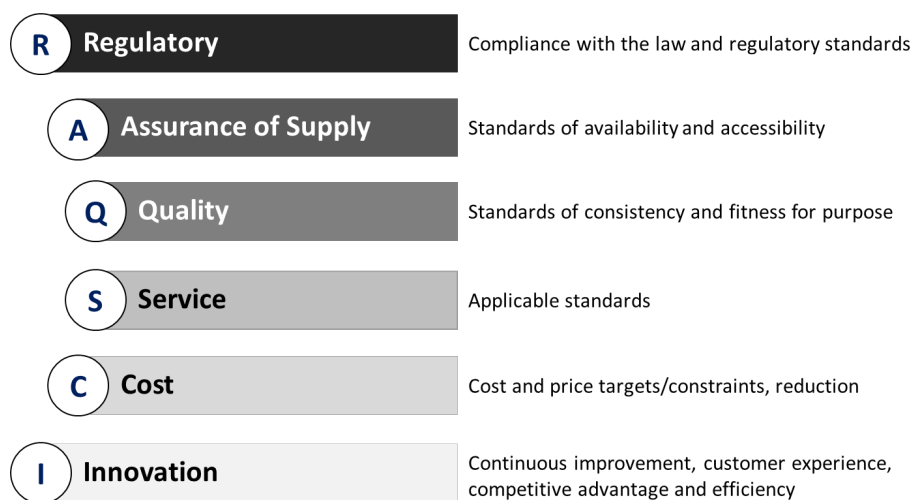 R Regulatory Compliance with the law and regulatory standards
A Assurance of Supply Standards of availability and accessibility
Q Quality Standards of consistency and fitness for purpose
S Service Applicable standards
C Cost Cost and price targets/constraints, reduction
I Innovation Continuous improvement, customer experience,
competitive advantage and efficiency